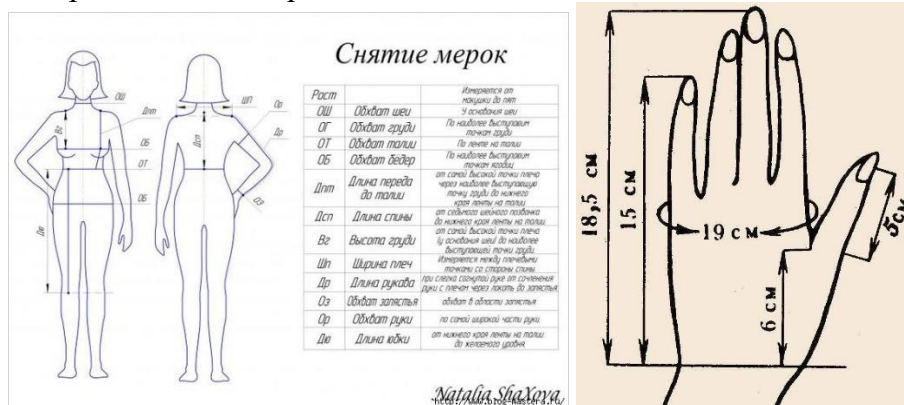 Снятие мерок
Рост Измеряется от
макушки до пят
ОШ Обхват шеи У основания шеи
ОГ Обхват груди По наиболее выступающим
точкам груди
ОТ Обхват талии По ленте на талии
ОБ Обхват бедер По наиболее выступающим
точкам ягодиц
Дпт Длина переда
до талии
от самой высокой точки плеча
через наиболее выступающую
точку груди до нижнего
края ленты на талии
Дсп Длина спины
от седьмого шейного позвонка
до нижнего края ленты на талии
Вг Высота груди
от самой высокой точки плеча
(у основания шеи до наиболее
выступающей точки груди
Шп Ширина плеч
Измеряется между плечевыми
точками со стороны спины
Др Длина рукава
при слегка согнутой руке от сочленения
руки с плечом через локоть до запястья
Оз Обхват запястья обхват в области запястья
Ор Обхват руки по самой широкой части руки
Дю Длина юбки
от нижнего края ленты на талии
до желаемого уровня.
Natalia ShaXova
ОШ
Дпт
Вг
ОБ
ОТ
ОБ
Дю
ШП
Ор
Др
Дсп
ОЗ
18,5 см
15 см
19 см
5см
6 см